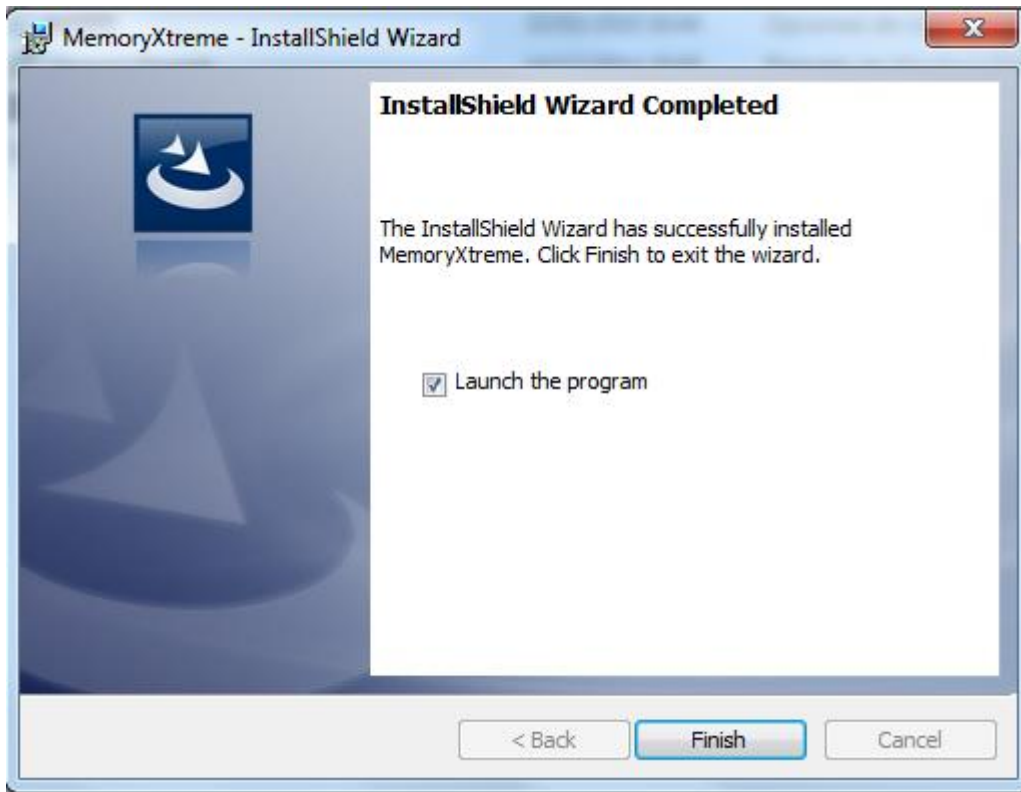 MemoryXtreme - InstallShield Wizard
InstallShield Wizard Completed
The InstallShield Wizard has successfully installed
MemoryXtreme. Click Finish to exit the wizard.
Launch the program
< Back
Finish
Cancel